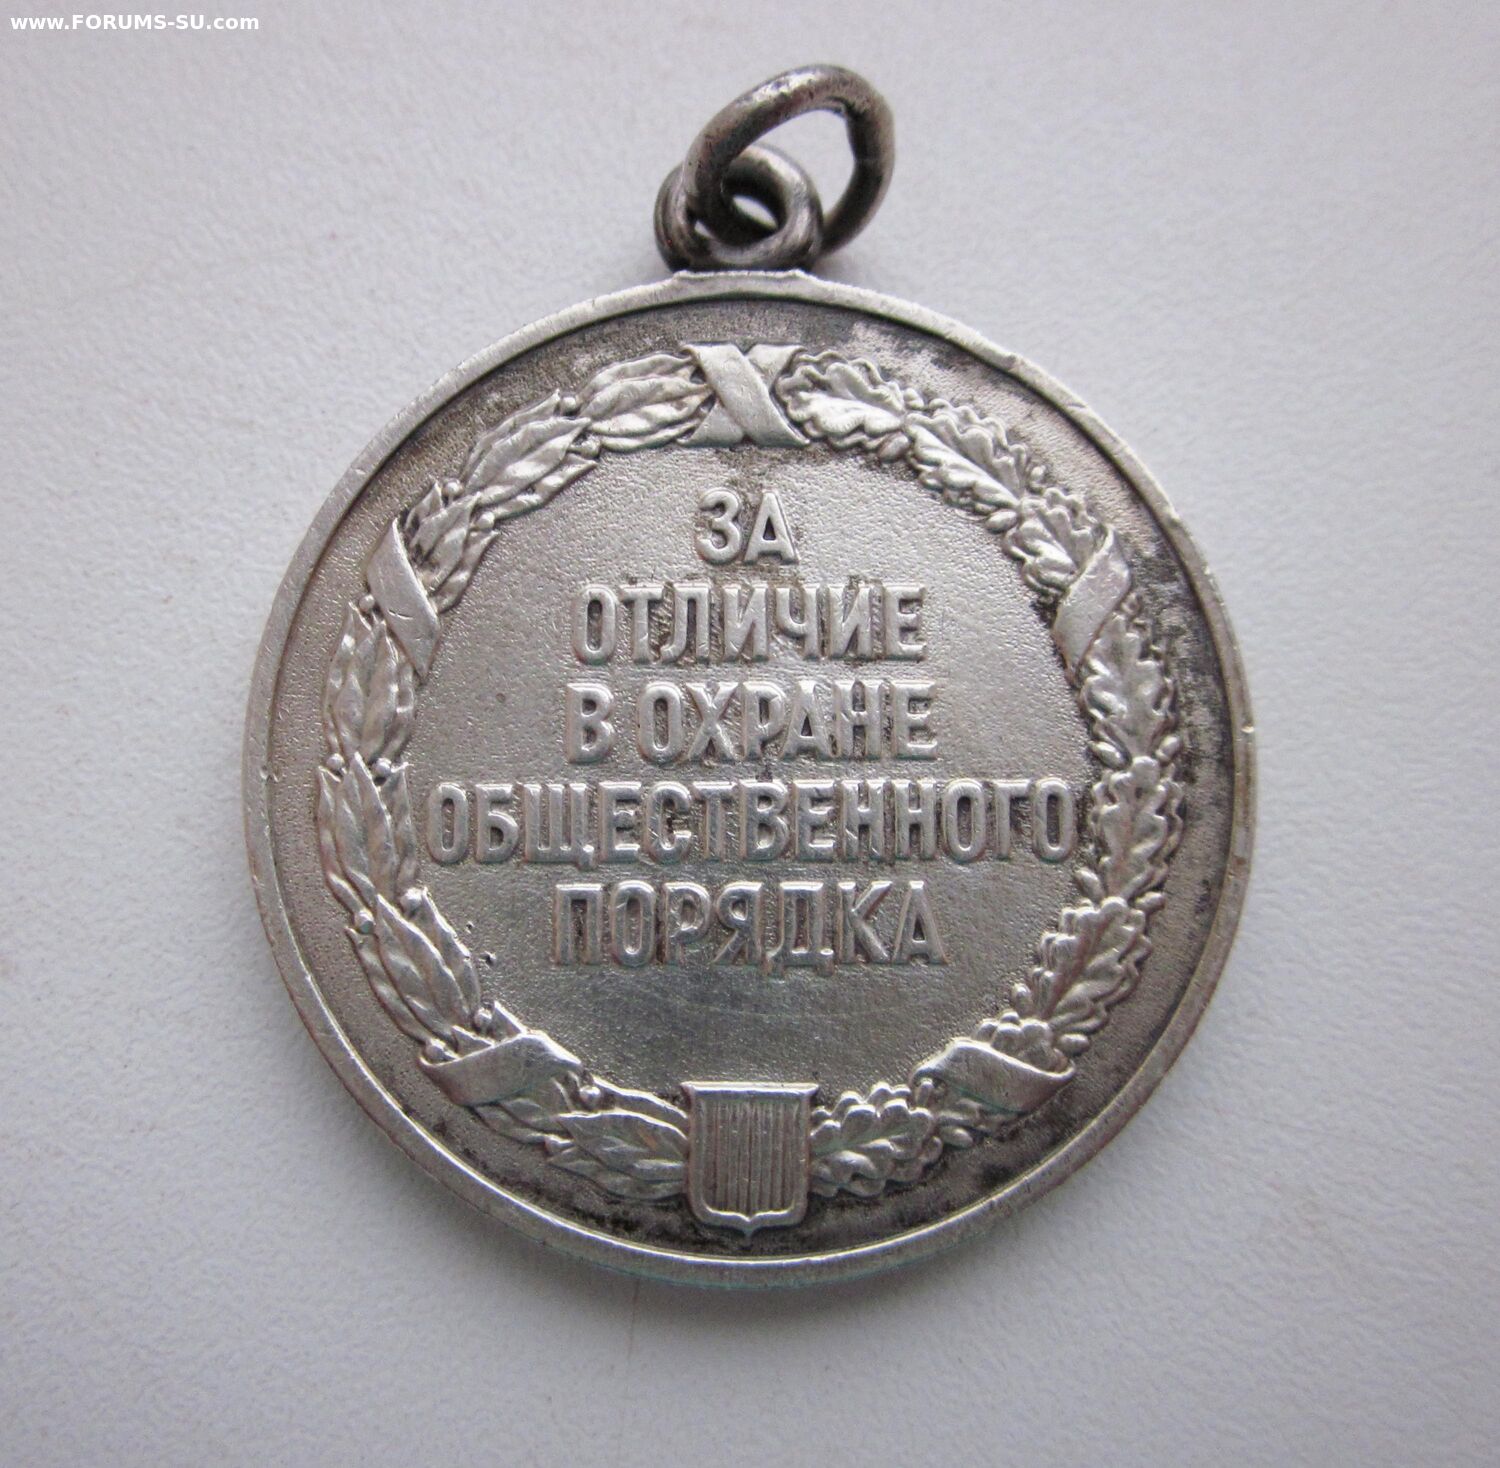 www.FORUMS-SU.com
ЗА
ОТЛИЧИЕ
В ОХРАНЕ
ОБЩЕСТВЕННОГО
ПОРЯДКА